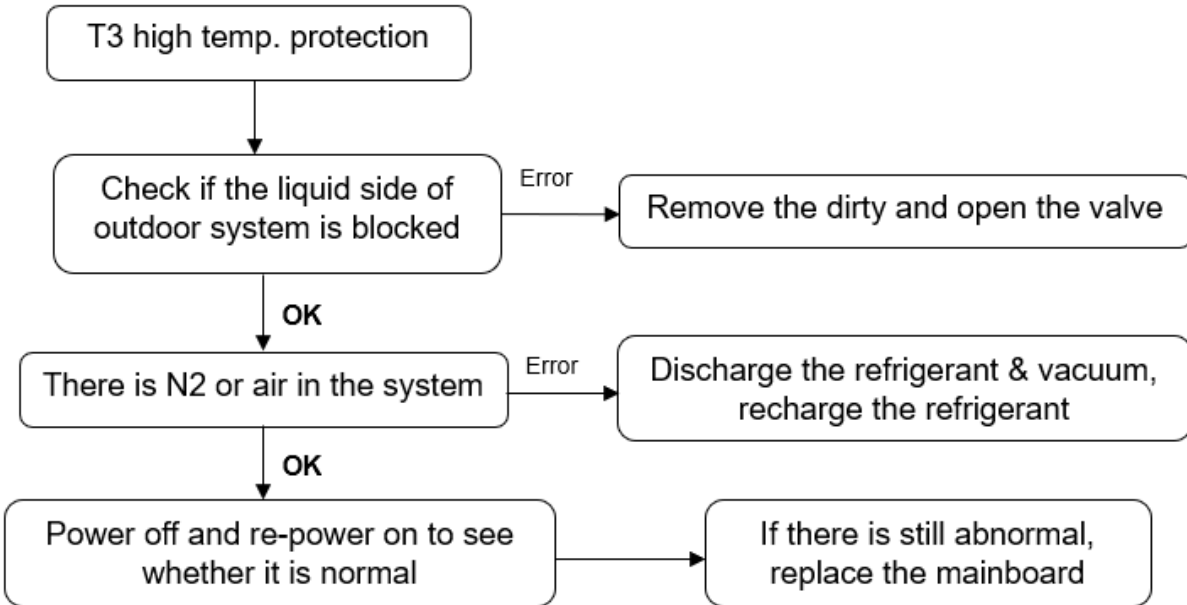 T3 high temp. protection
Check if the liquid side of
outdoor system is blocked
Error
Remove the dirty and open the valve
OK
There is N2 or air in the system
Error
Discharge the refrigerant & vacuum,
recharge the refrigerant
OK
Power off and re-power on to see
whether it is normal
If there is still abnormal,
replace the mainboard